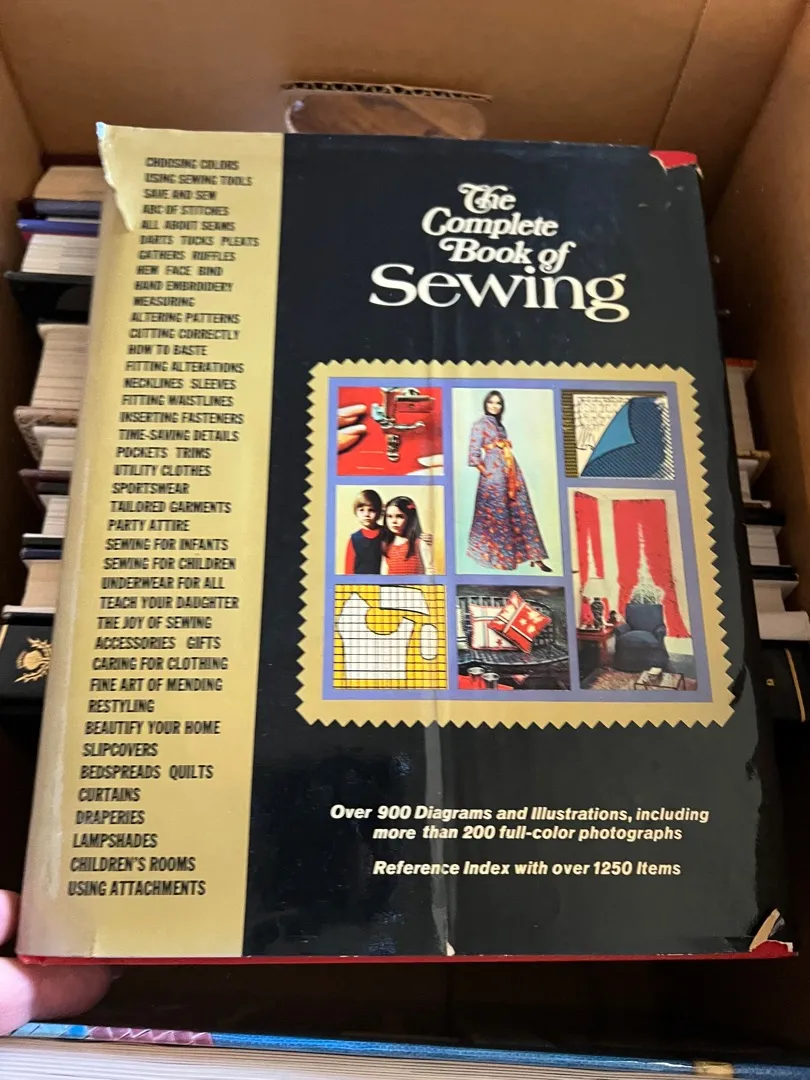 CHOOSING COLORS
USING SEWING TOOLS
SAVE AND SEW
ABC OF STITCHES
ALL ABOUT SEAMS
DARTS TUCKS PLEATS
GATHERS RUFFLES
HEM FACE BIND
HAND EMBROIDERY
MEASURING
ALTERING PATTERNS
CUTTING CORRECTLY
HOW TO BASTE
FITTING ALTERATIONS
NECKLINES SLEEVES
FITTING WAISTLINES
INSERTING FASTENERS
TIME-SAVING DETAILS
POCKETS TRIMS
UTILITY CLOTHES
SPORTSWEAR
TAILORED GARMENTS
PARTY ATTIRE
SEWING FOR INFANTS
SEWING FOR CHILDREN
UNDERWEAR FOR ALL
TEACH YOUR DAUGHTER
THE JOY OF SEWING
ACCESSORIES GIFTS
CARING FOR CLOTHING
FINE ART OF MENDING
RESTYLING
BEAUTIFY YOUR HOME
SLIPCOVERS
BEDSPREADS QUILTS
CURTAINS
DRAPERIES
LAMPSHADES
CHILDREN'S ROOMS
USING ATTACHMENTS
The
Complete
Book of
Sewing
Over 900 Diagrams and Illustrations, including
more than 200 full-color photographs
Reference Index with over 1250 Items